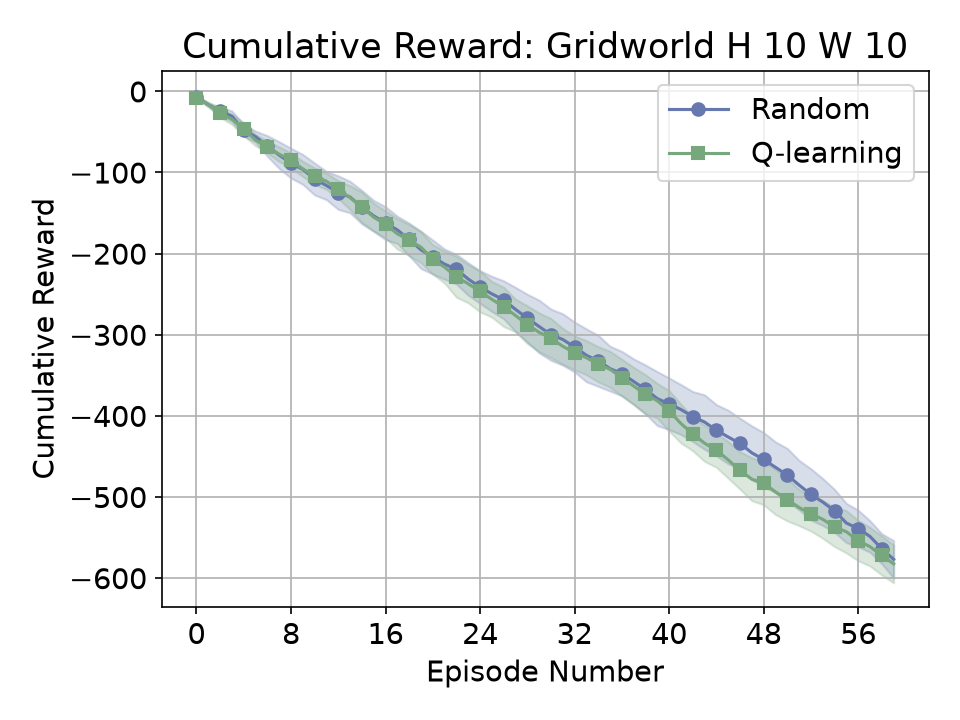 Cumulative Reward: Gridworld H 10 W 10
Random
Q-learning
Cumulative Reward
0
−100
−200
−300
−400
−500
−600
0 8 16 24 32 40 48 56
Episode Number